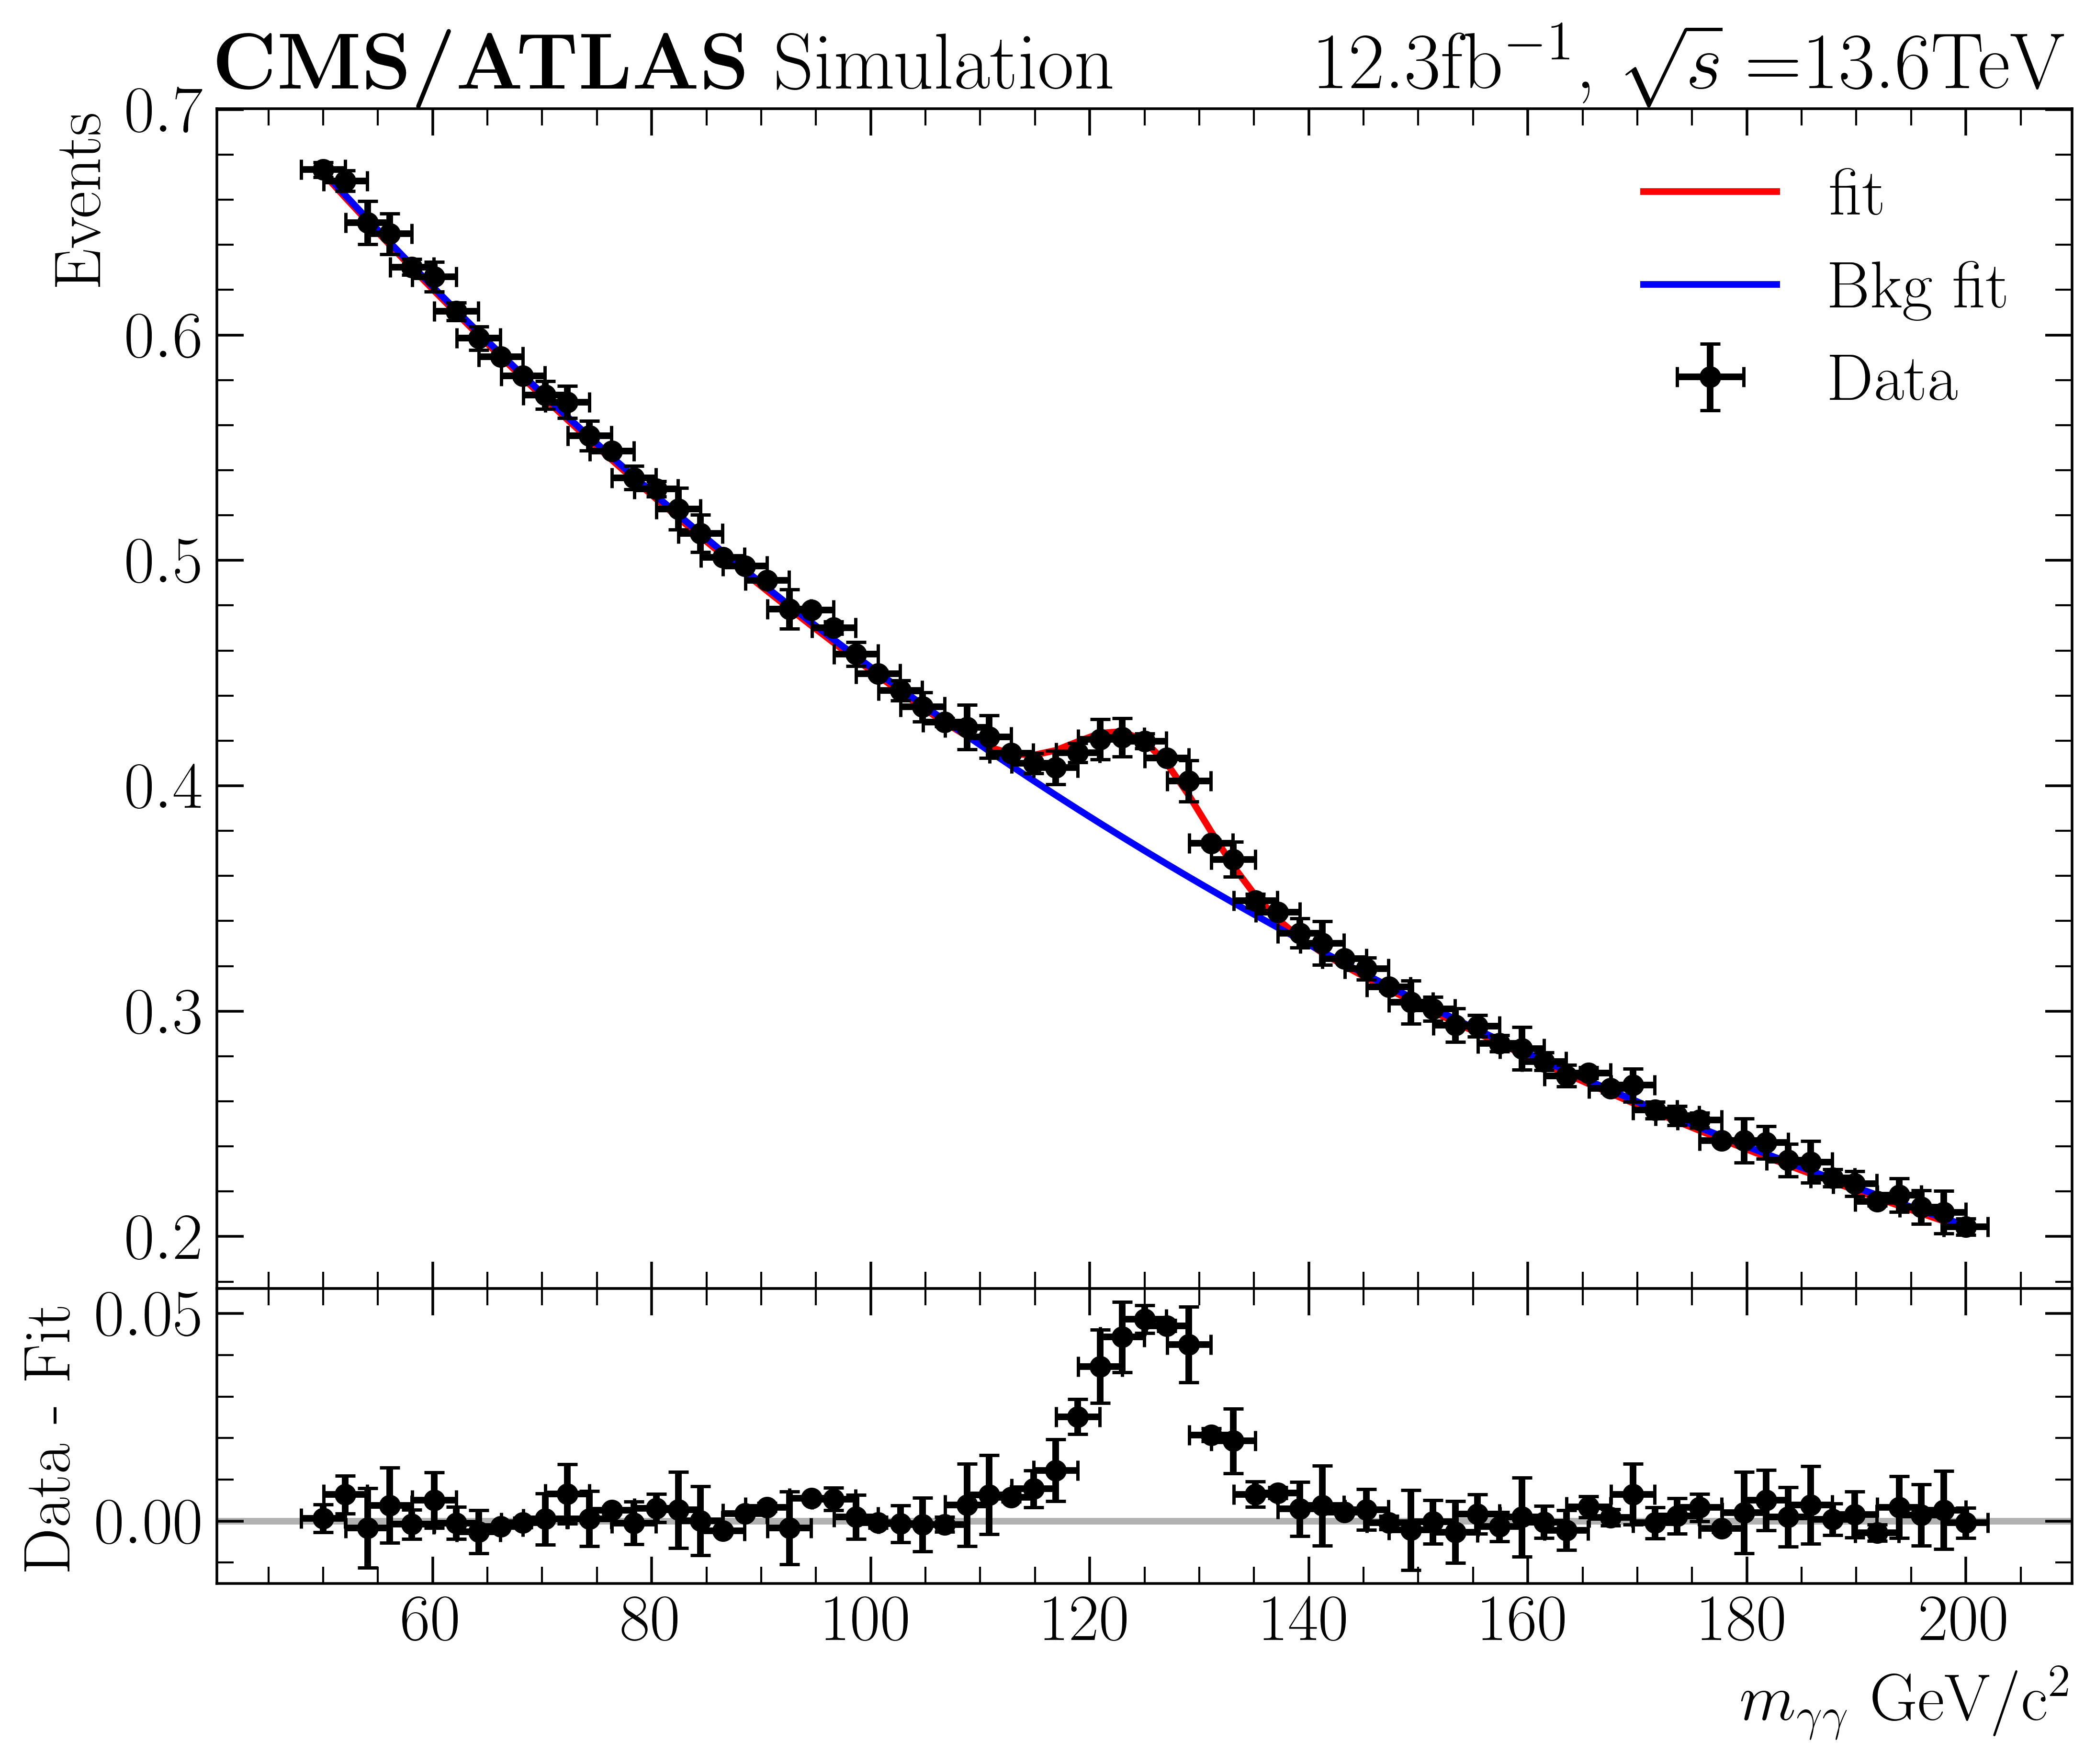 CMS/ATLAS Simulation 12.3fb⁻¹, √s =13.6TeV
Events
0.7
0.6
0.5
0.4
0.3
0.2
fit
Bkg fit
Data
Data - Fit
0.05
0.00
60 80 100 120 140 160 180 200
m_γγ GeV/c²